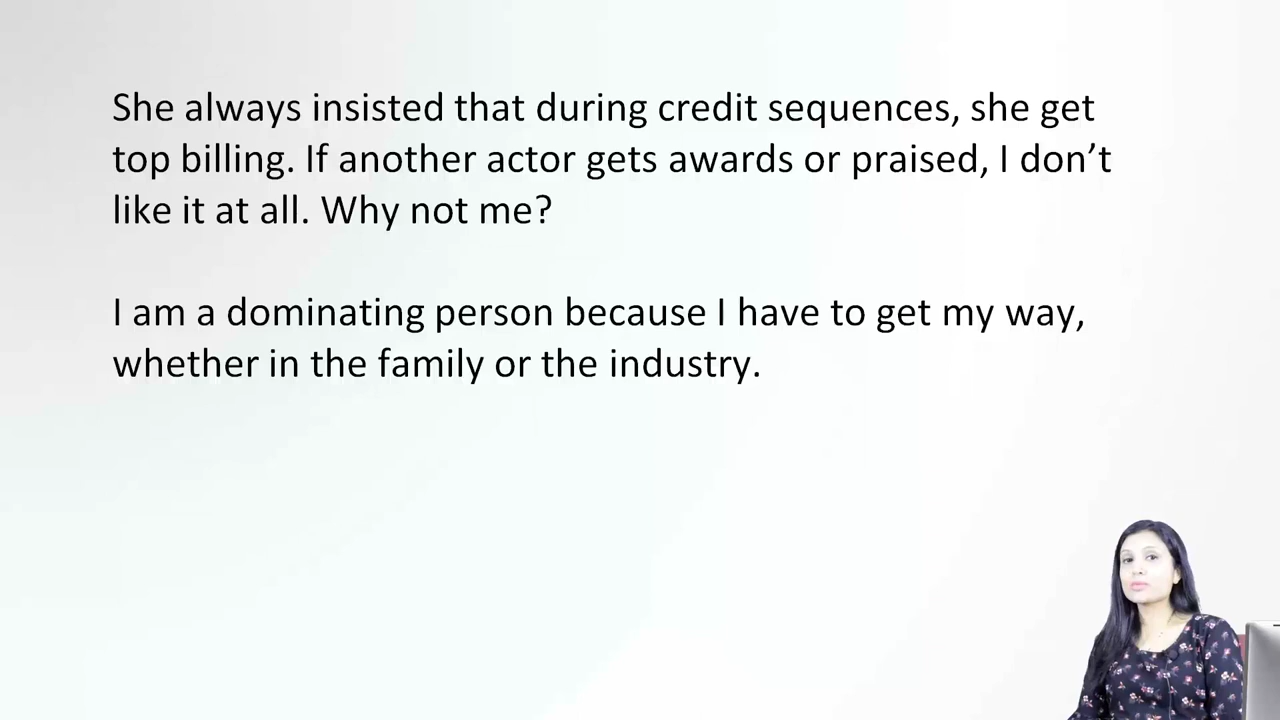 She always insisted that during credit sequences, she get
top billing. If another actor gets awards or praised, I don’t
like it at all. Why not me?
I am a dominating person because I have to get my way,
whether in the family or the industry.